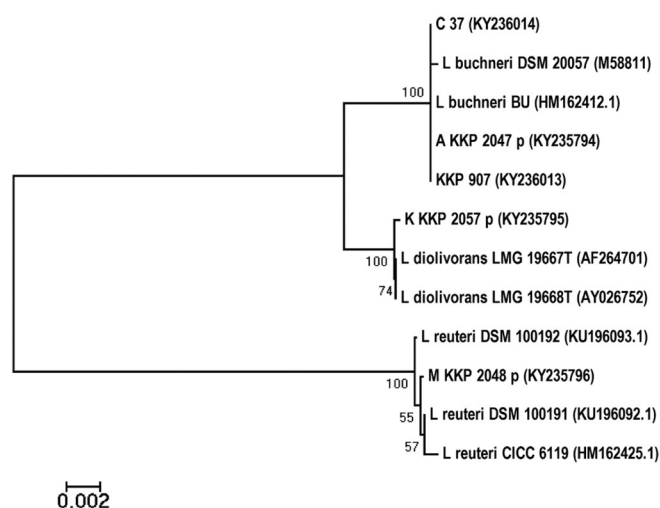 C 37 (KY236014)
L buchneri DSM 20057 (M58811)
100
L buchneri BU (HM162412.1)
A KKP 2047 p (KY235794)
KKP 907 (KY236013)
K KKP 2057 p (KY235795)
100
L diolivorans LMG 19667T (AF264701)
74
L diolivorans LMG 19668T (AY026752)
L reuteri DSM 100192 (KU196093.1)
100
M KKP 2048 p (KY235796)
55
L reuteri DSM 100191 (KU196092.1)
57
L reuteri CICC 6119 (HM162425.1)
0.002